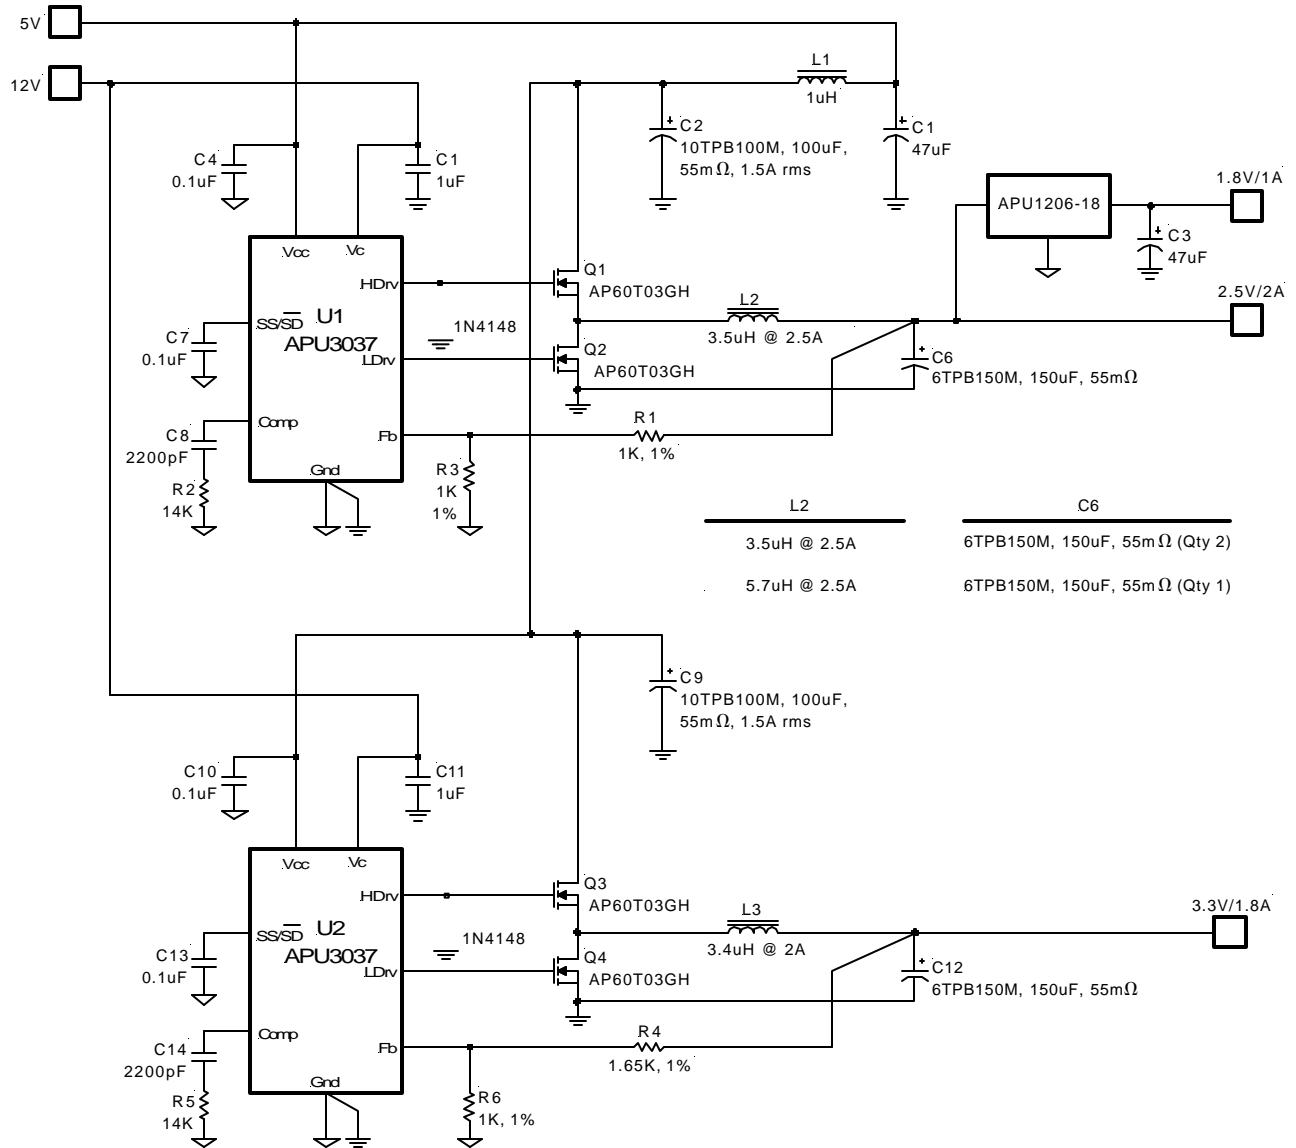 5V
12V
L1
1uH
C4
0.1uF
C1
1uF
C2
10TPB100M, 100uF,
55mΩ, 1.5A rms
C1
47uF
1.8V/1A
APU1206-18
C3
47uF
Vcc
Vc
HDrv
Q1
AP60T03GH
2.5V/2A
SS/SD
U1
APU3037
1N4148
L2
3.5uH @ 2.5A
C7
0.1uF
LDrv
Q2
AP60T03GH
C6
6TPB150M, 150uF, 55mΩ
Comp
Fb
R1
1K, 1%
C8
2200pF
R2
14K
Gnd
R3
1K
1%
L2
C6
3.5uH @ 2.5A
6TPB150M, 150uF, 55mΩ (Qty 2)
5.7uH @ 2.5A
6TPB150M, 150uF, 55mΩ (Qty 1)
C9
10TPB100M, 100uF,
55mΩ, 1.5A rms
C10
0.1uF
C11
1uF
Vcc
Vc
HDrv
Q3
AP60T03GH
3.3V/1.8A
SS/SD
U2
APU3037
1N4148
L3
3.4uH @ 2A
C13
0.1uF
LDrv
Q4
AP60T03GH
C12
6TPB150M, 150uF, 55mΩ
Comp
Fb
R4
1.65K, 1%
C14
2200pF
R5
14K
Gnd
R6
1K, 1%